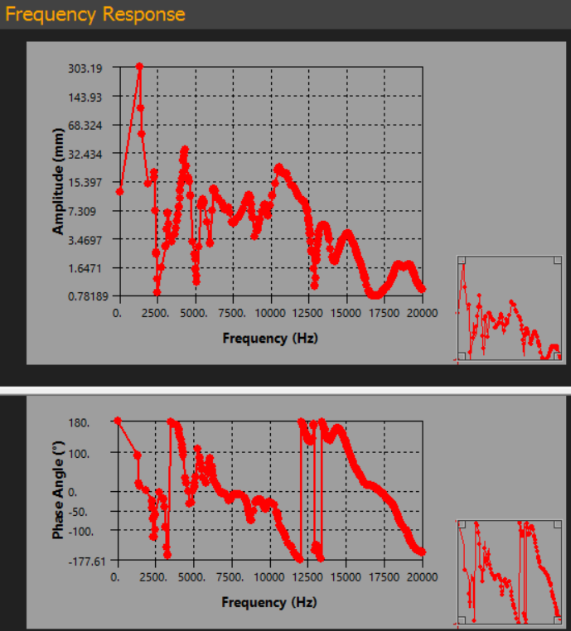 Frequency Response
303.19
143.93
68.324
32.434
15.397
7.309
3.4697
1.6471
0.78189
Amplitude (mm)
0. 2500. 5000. 7500. 10000 12500 15000 17500 20000
Frequency (Hz)
180.
100.
0.
-50.
-100.
-177.61
Phase Angle (°)
0. 2500. 5000. 7500. 10000 12500 15000 17500 20000
Frequency (Hz)